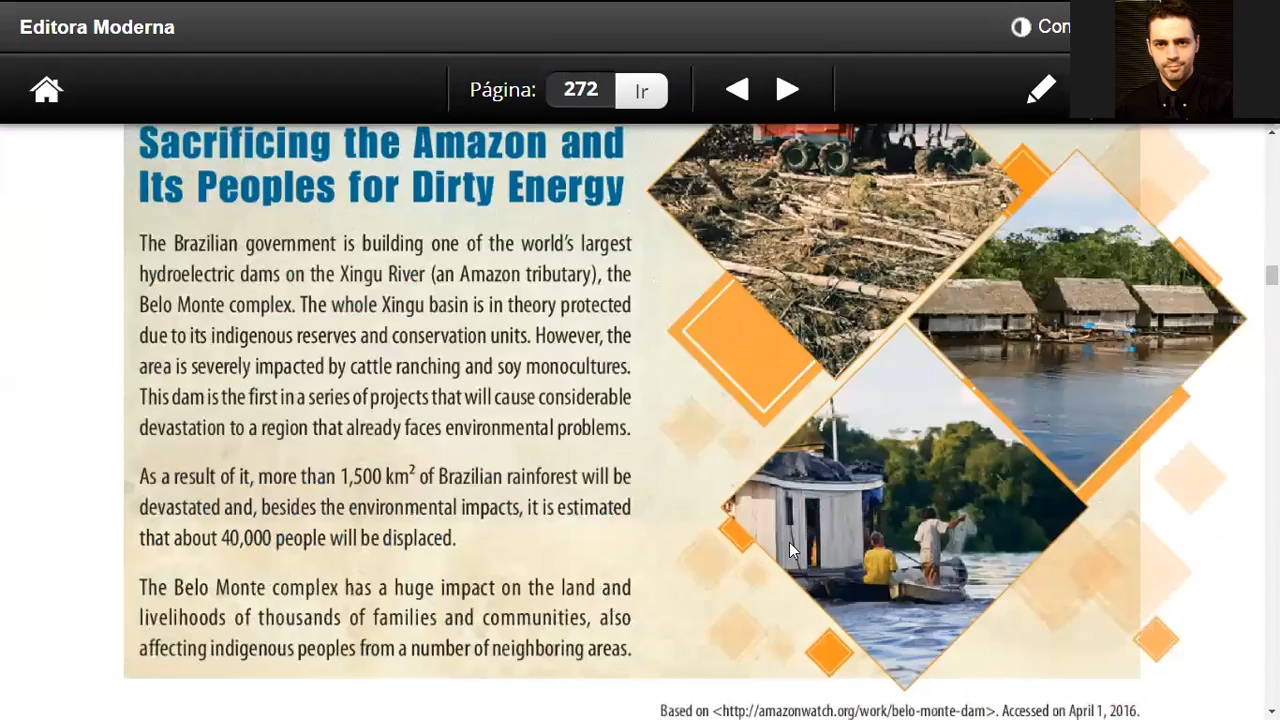 Editora Moderna
Con
Página:
272
Ir
Sacrificing the Amazon and
Its Peoples for Dirty Energy
The Brazilian government is building one of the world's largest
hydroelectric dams on the Xingu River (an Amazon tributary), the
Belo Monte complex. The whole Xingu basin is in theory protected
due to its indigenous reserves and conservation units. However, the
area is severely impacted by cattle ranching and soy monocultures.
This dam is the first in a series of projects that will cause considerable
devastation to a region that already faces environmental problems.
As a result of it, more than 1,500 km² of Brazilian rainforest will be
devastated and, besides the environmental impacts, it is estimated
that about 40,000 people will be displaced.
The Belo Monte complex has a huge impact on the land and
livelihoods of thousands of families and communities, also
affecting indigenous peoples from a number of neighboring areas.
Based on <http://amazonwatch.org/work/belo-monte-dam>. Accessed on April 1, 2016.